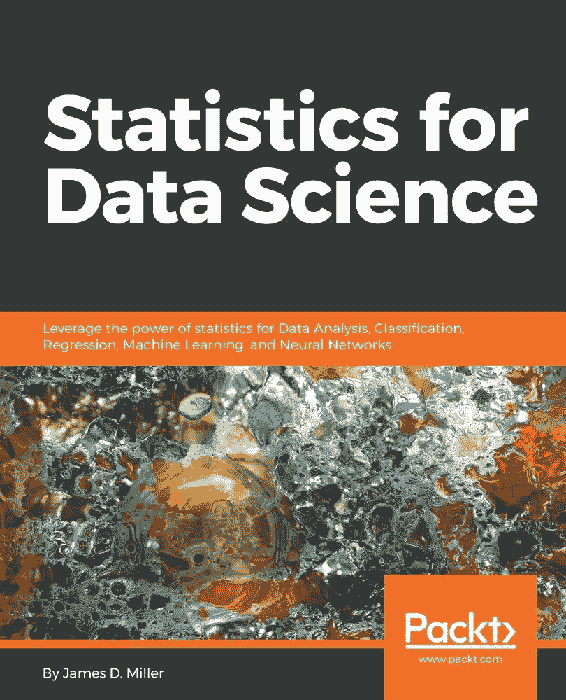 Statistics for
Data Science
Leverage the power of statistics for Data Analysis, Classification,
Regression, Machine Learning, and Neural Networks
Packt>
www.packt.com
By James D. Miller